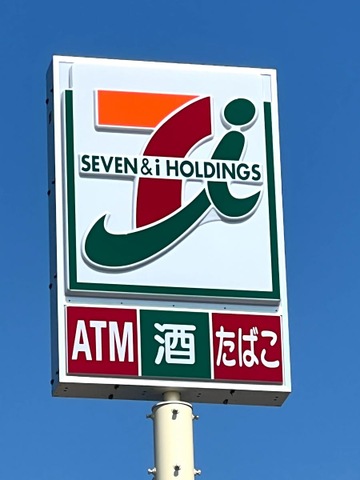 SEVEN&i HOLDINGS
ATM 酒 たばこ